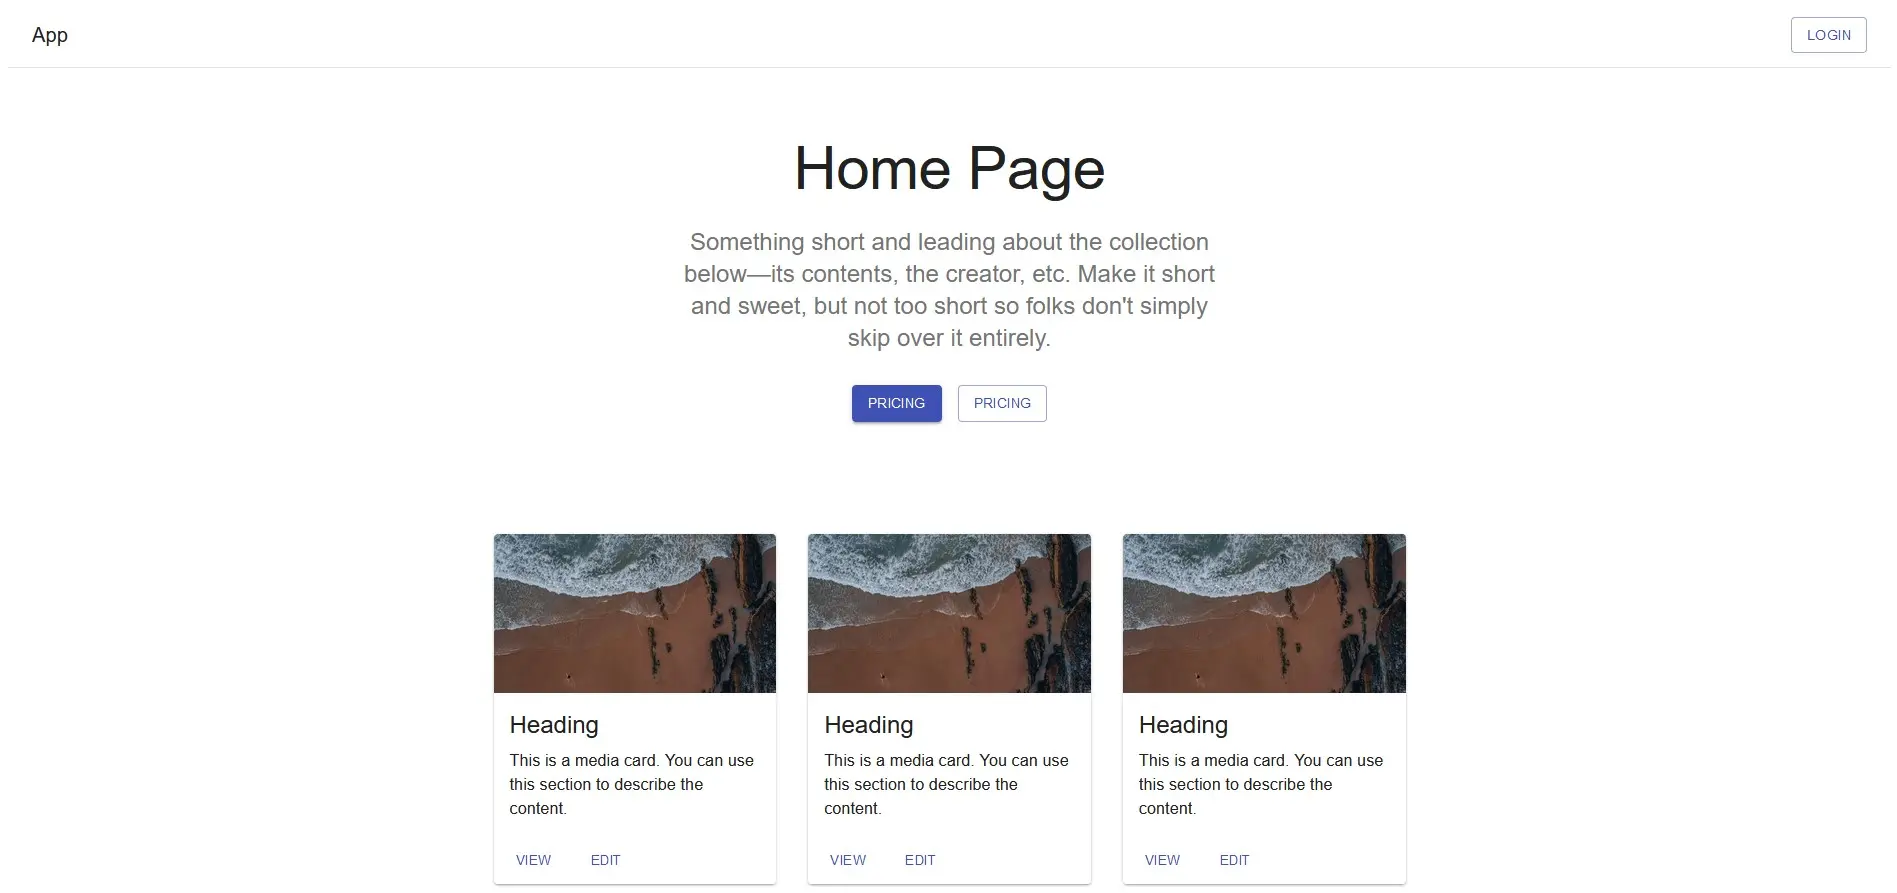 App
LOGIN
Home Page
Something short and leading about the collection
below—its contents, the creator, etc. Make it short
and sweet, but not too short so folks don't simply
skip over it entirely.
PRICING
PRICING
Heading
This is a media card. You can use
this section to describe the
content.
VIEW
EDIT
Heading
This is a media card. You can use
this section to describe the
content.
VIEW
EDIT
Heading
This is a media card. You can use
this section to describe the
content.
VIEW
EDIT